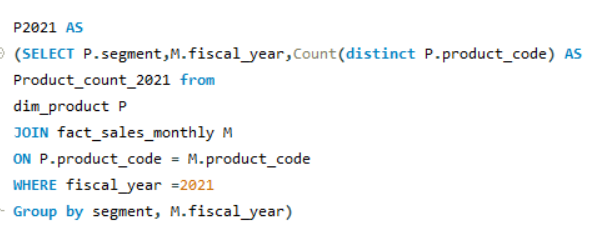 P2021 AS
(SELECT P.segment,M.fiscal_year,Count(distinct P.product_code) AS
Product_count_2021 from
dim_product P
JOIN fact_sales_monthly M
ON P.product_code = M.product_code
WHERE fiscal_year =2021
Group by segment, M.fiscal_year)